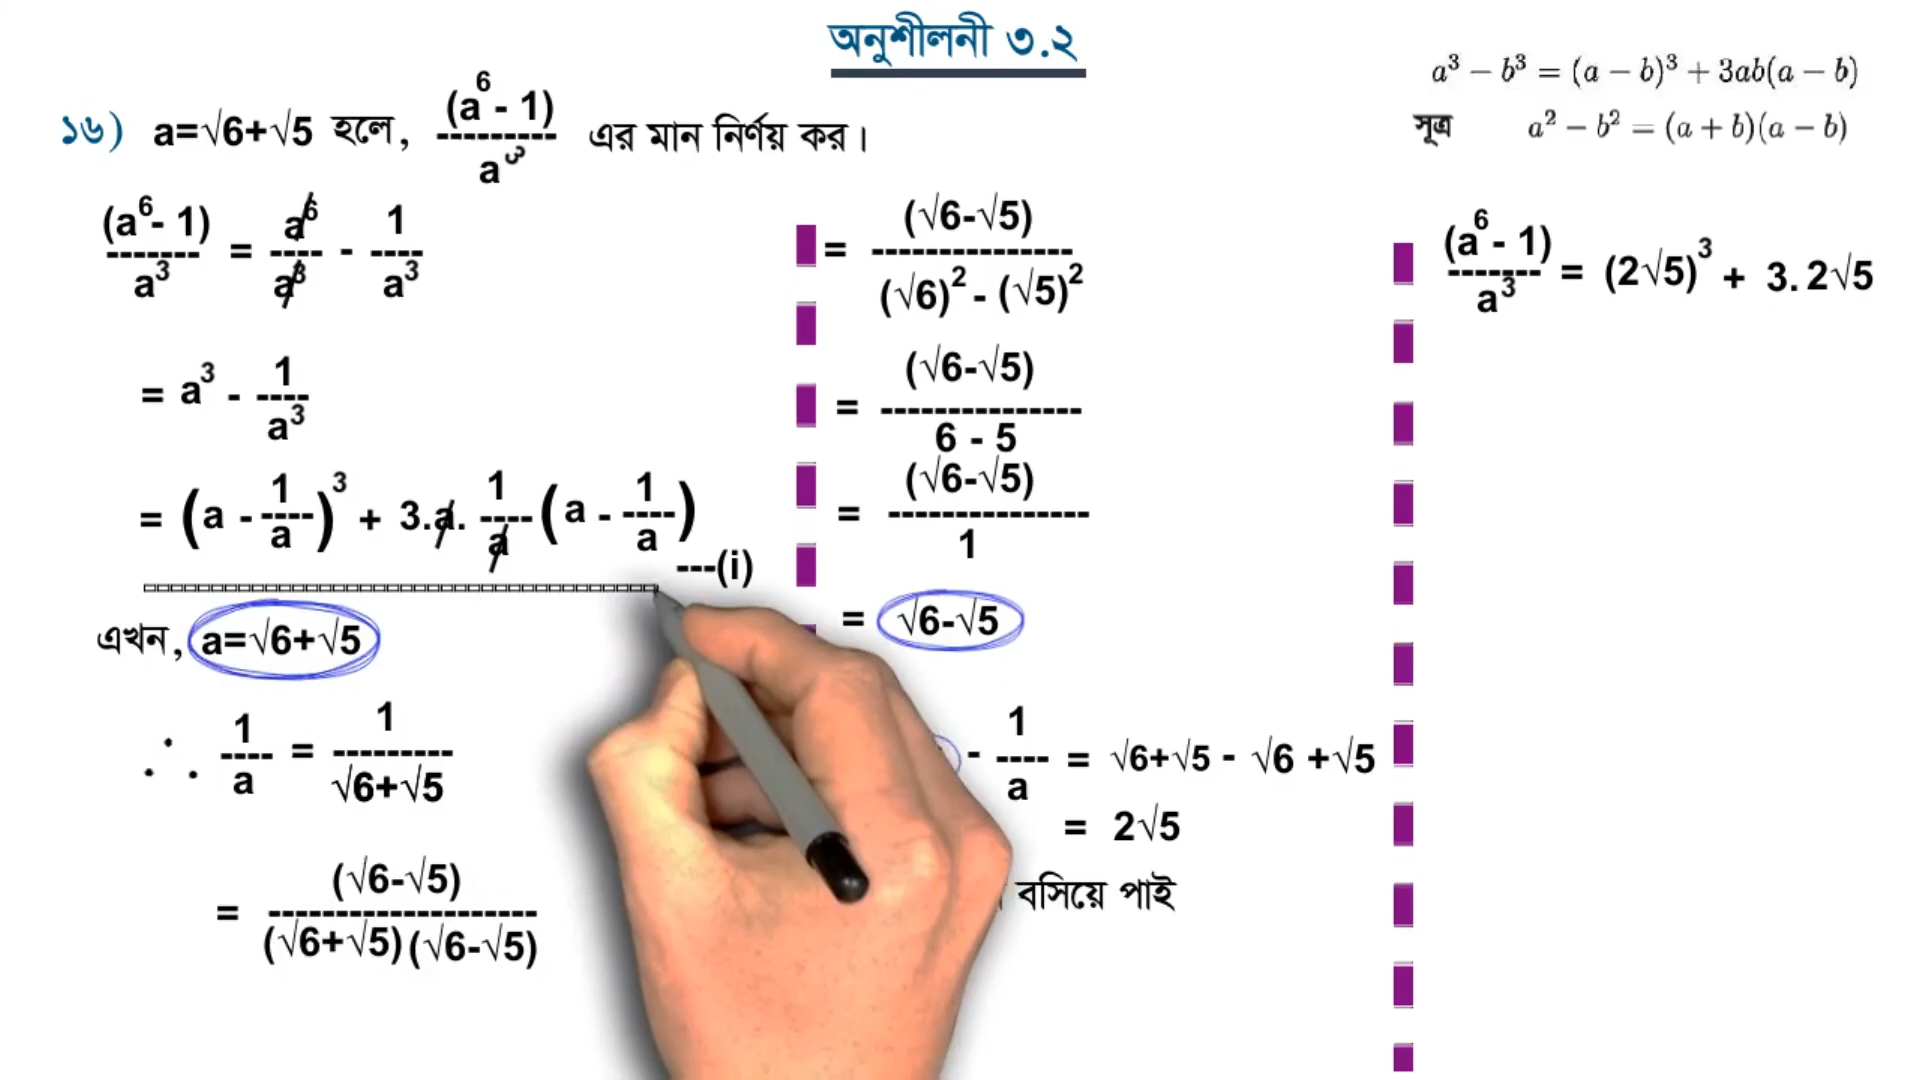 অনুশীলনী ৩.২
a³ − b³ = (a − b)³ + 3ab(a − b)
সূত্র a² − b² = (a + b)(a − b)
১৬) a=√6+√5 হলে, (a⁶- 1) / a³ এর মান নির্ণয় কর।
(a⁶- 1) / a³ = a⁶ / a³ - 1 / a³
= a³ - 1 / a³
= (a - 1 / a)³ + 3.a. 1 / a (a - 1 / a) ---(i)
এখন, a=√6+√5
∴ 1 / a = 1 / √6+√5
= (√6-√5) / (√6+√5)(√6-√5)
= (√6-√5) / (√6)² - (√5)²
= (√6-√5) / 6 - 5
= (√6-√5) / 1
= √6-√5
- 1 / a = √6+√5 - √6 +√5
= 2√5
বসিয়ে পাই
(a⁶- 1) / a³ = (2√5)³ + 3. 2√5